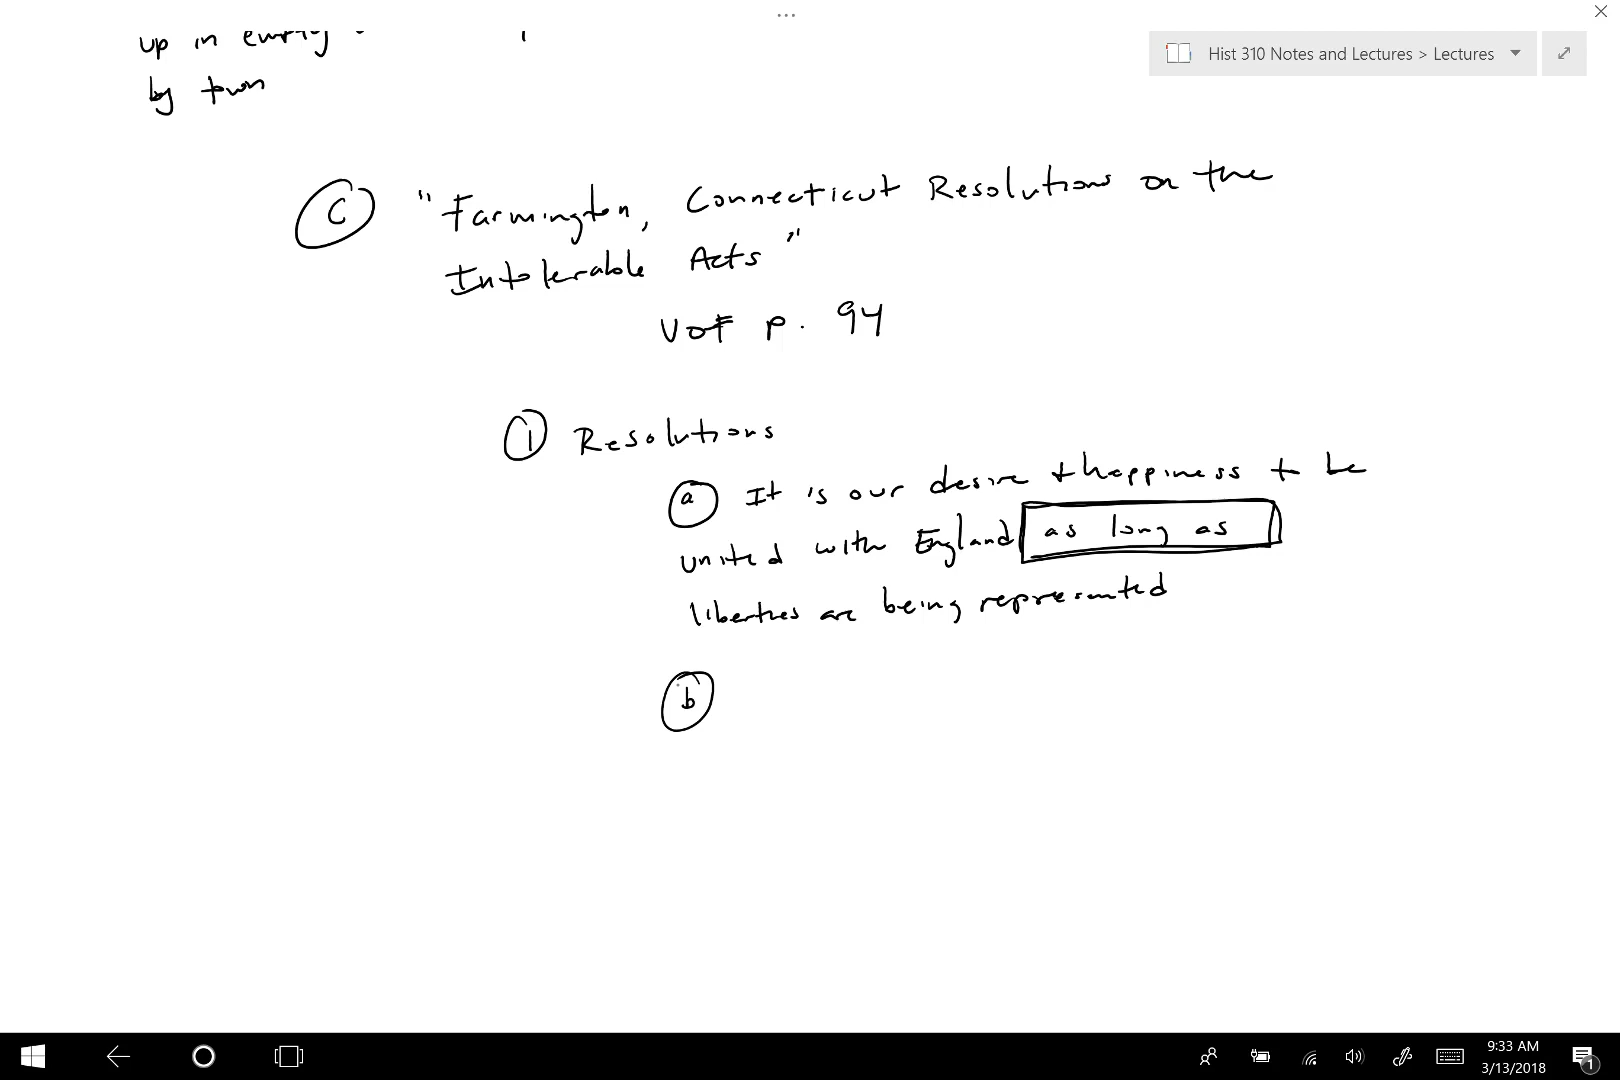 ...
Hist 310 Notes and Lectures > Lectures
up in empty
by town
C "Farmington, Connecticut Resolutions on the
Intolerable Acts"
VOF p. 94
1 Resolutions
a It is our desire + happiness to be
united with England as long as
liberties are being represented
b
9:33 AM
3/13/2018
1